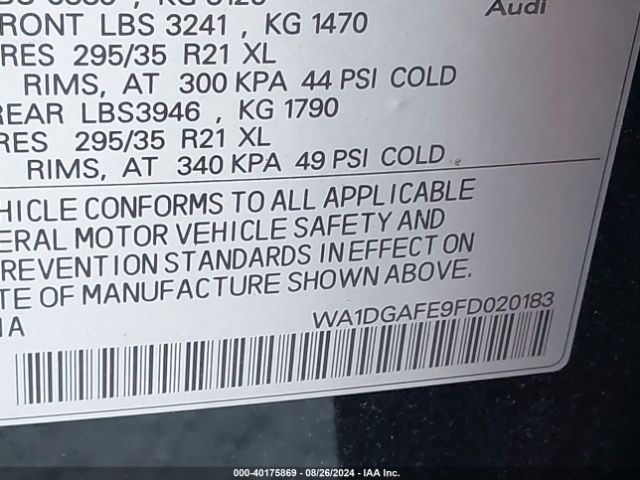 Audi
FRONT LBS 3241 , KG 1470
RES 295/35 R21 XL
RIMS, AT 300 KPA 44 PSI COLD
REAR LBS3946 , KG 1790
RES 295/35 R21 XL
RIMS, AT 340 KPA 49 PSI COLD
HICLE CONFORMS TO ALL APPLICABLE
ERAL MOTOR VEHICLE SAFETY AND
REVENTION STANDARDS IN EFFECT ON
TE OF MANUFACTURE SHOWN ABOVE.
WA1DGAFE9FD020183
000-40175869 - 08/26/2024 - IAA Inc.